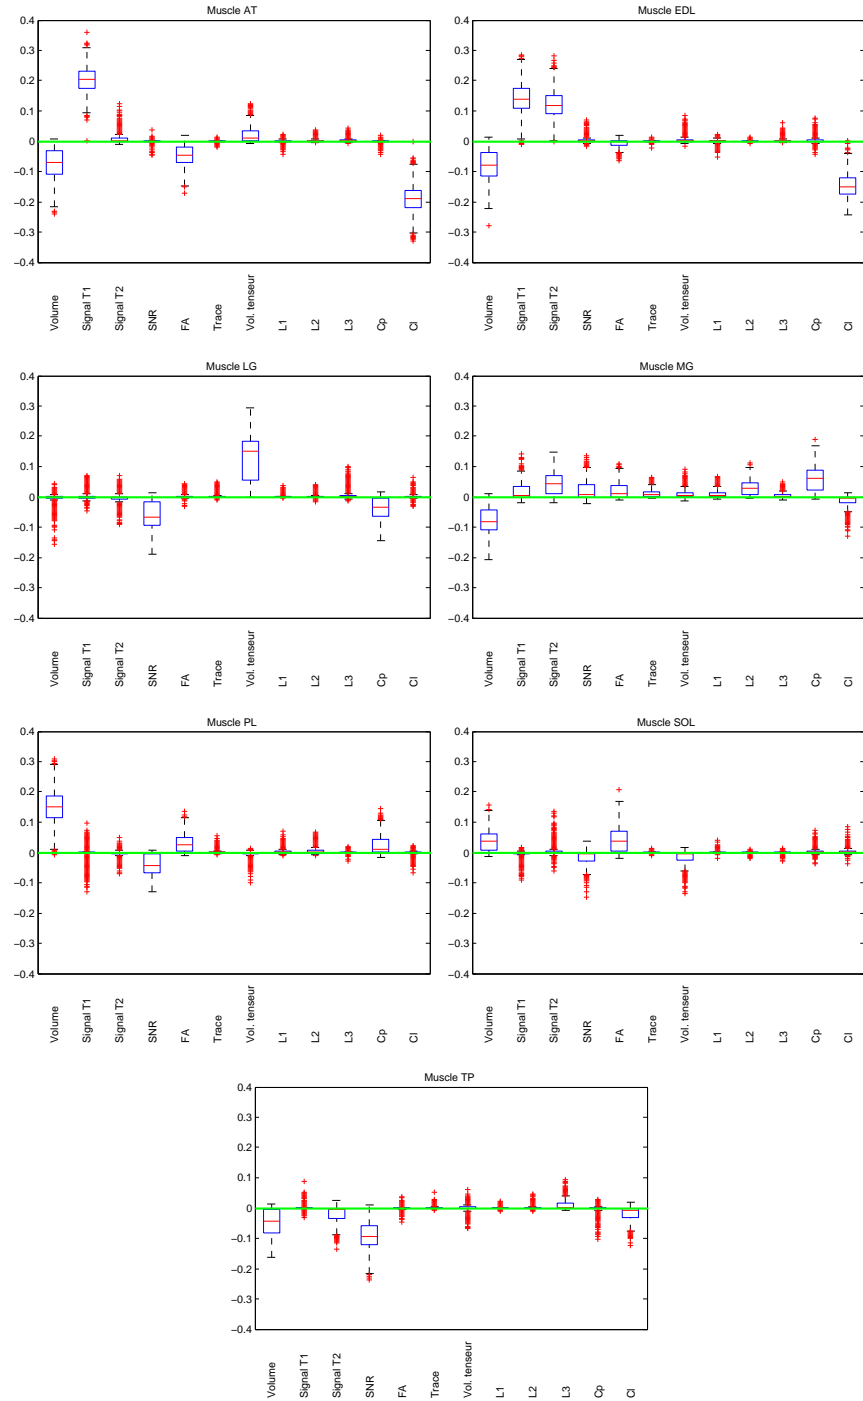 Muscle AT
0.4
0.3
0.2
0.1
0
−0.1
−0.2
−0.3
−0.4
Volume
Signal T1
Signal T2
SNR
FA
Trace
Vol. tenseur
L1
L2
L3
Cp
Cl
Muscle EDL
0.4
0.3
0.2
0.1
0
−0.1
−0.2
−0.3
−0.4
Volume
Signal T1
Signal T2
SNR
FA
Trace
Vol. tenseur
L1
L2
L3
Cp
Cl
Muscle LG
0.4
0.3
0.2
0.1
0
−0.1
−0.2
−0.3
−0.4
Volume
Signal T1
Signal T2
SNR
FA
Trace
Vol. tenseur
L1
L2
L3
Cp
Cl
Muscle MG
0.4
0.3
0.2
0.1
0
−0.1
−0.2
−0.3
−0.4
Volume
Signal T1
Signal T2
SNR
FA
Trace
Vol. tenseur
L1
L2
L3
Cp
Cl
Muscle PL
0.4
0.3
0.2
0.1
0
−0.1
−0.2
−0.3
−0.4
Volume
Signal T1
Signal T2
SNR
FA
Trace
Vol. tenseur
L1
L2
L3
Cp
Cl
Muscle SOL
0.4
0.3
0.2
0.1
0
−0.1
−0.2
−0.3
−0.4
Volume
Signal T1
Signal T2
SNR
FA
Trace
Vol. tenseur
L1
L2
L3
Cp
Cl
Muscle TP
0.4
0.3
0.2
0.1
0
−0.1
−0.2
−0.3
−0.4
Volume
Signal T1
Signal T2
SNR
FA
Trace
Vol. tenseur
L1
L2
L3
Cp
Cl